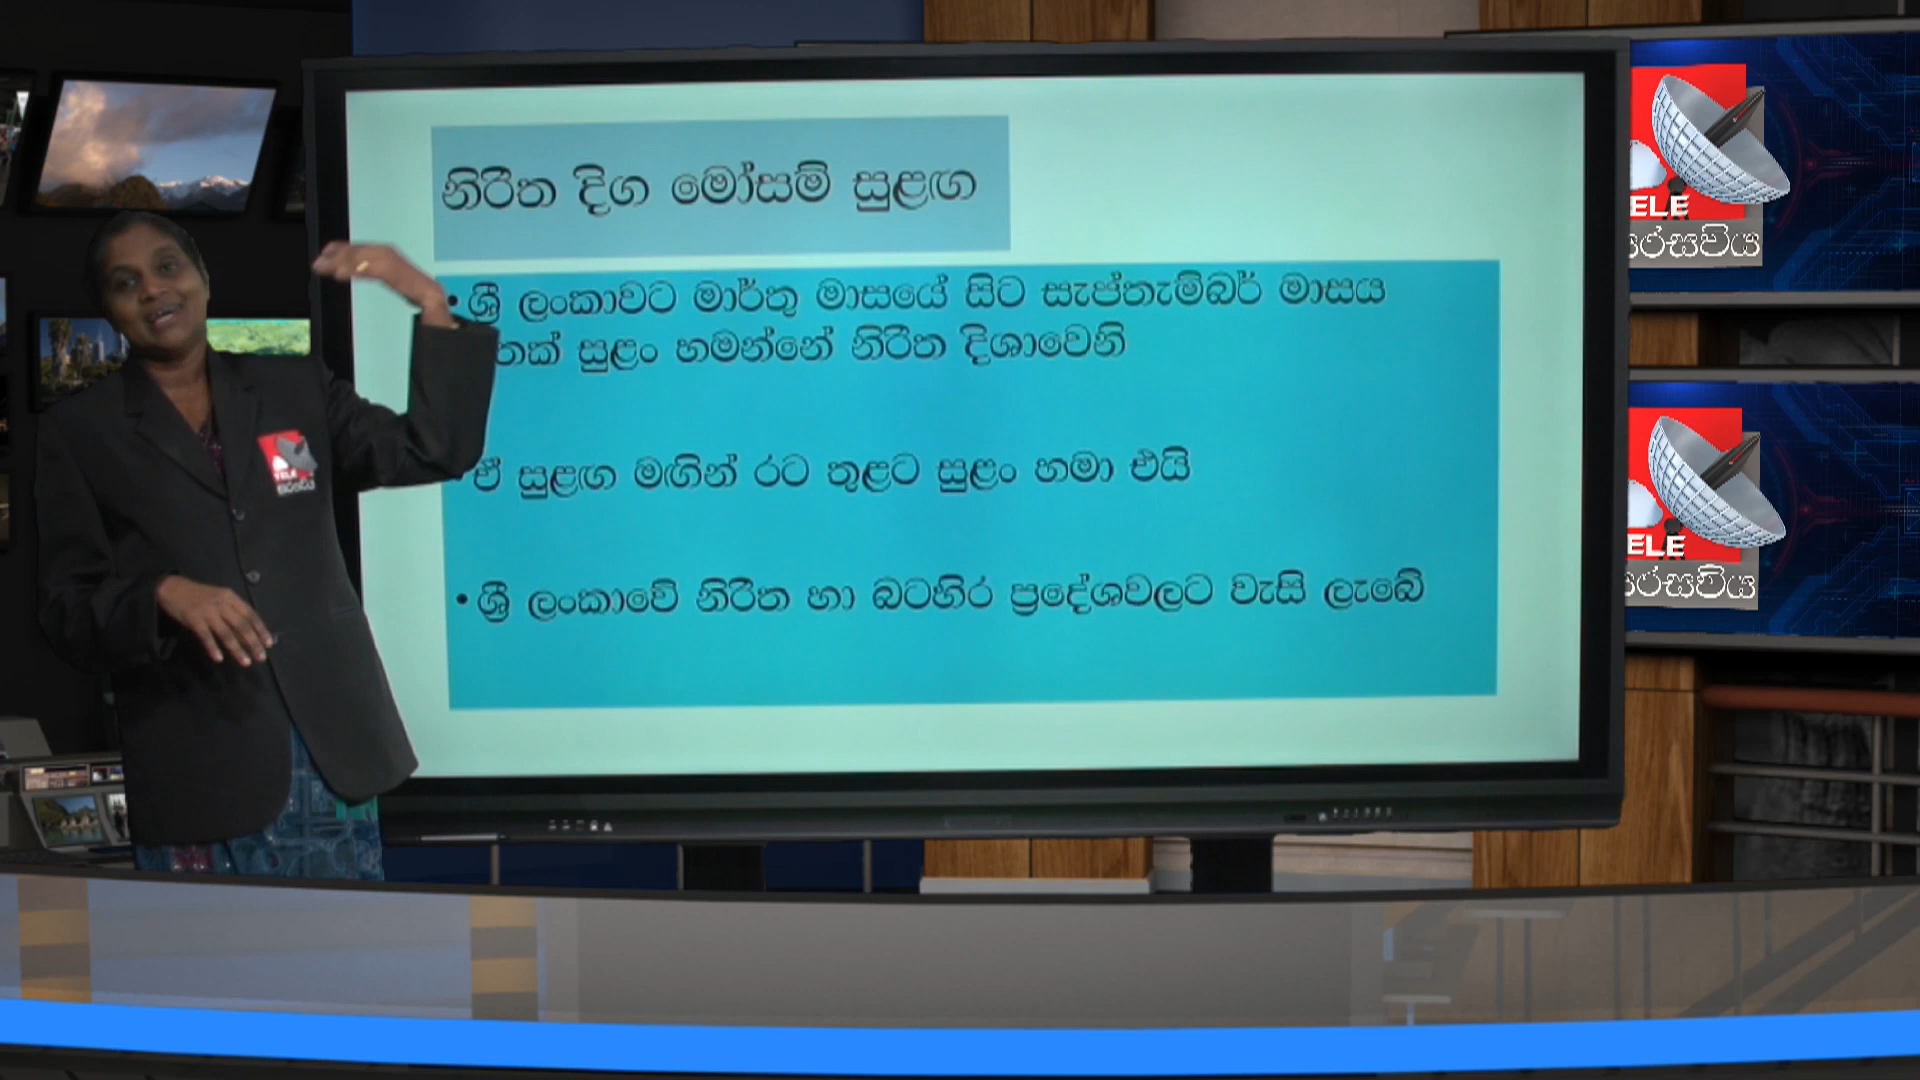 නිරිත දිග මෝසම් සුළඟ
• ශ්‍රී ලංකාවට මාර්තු මාසයේ සිට සැප්තැම්බර් මාසය
තක් සුළං හමන්නේ නිරිත දිශාවෙනි
ඒ සුළඟ මඟින් රට තුළට සුළං හමා එයි
• ශ්‍රී ලංකාවේ නිරිත හා බටහිර ප්‍රදේශවලට වැසි ලැබේ
ELE
ELE
TELE